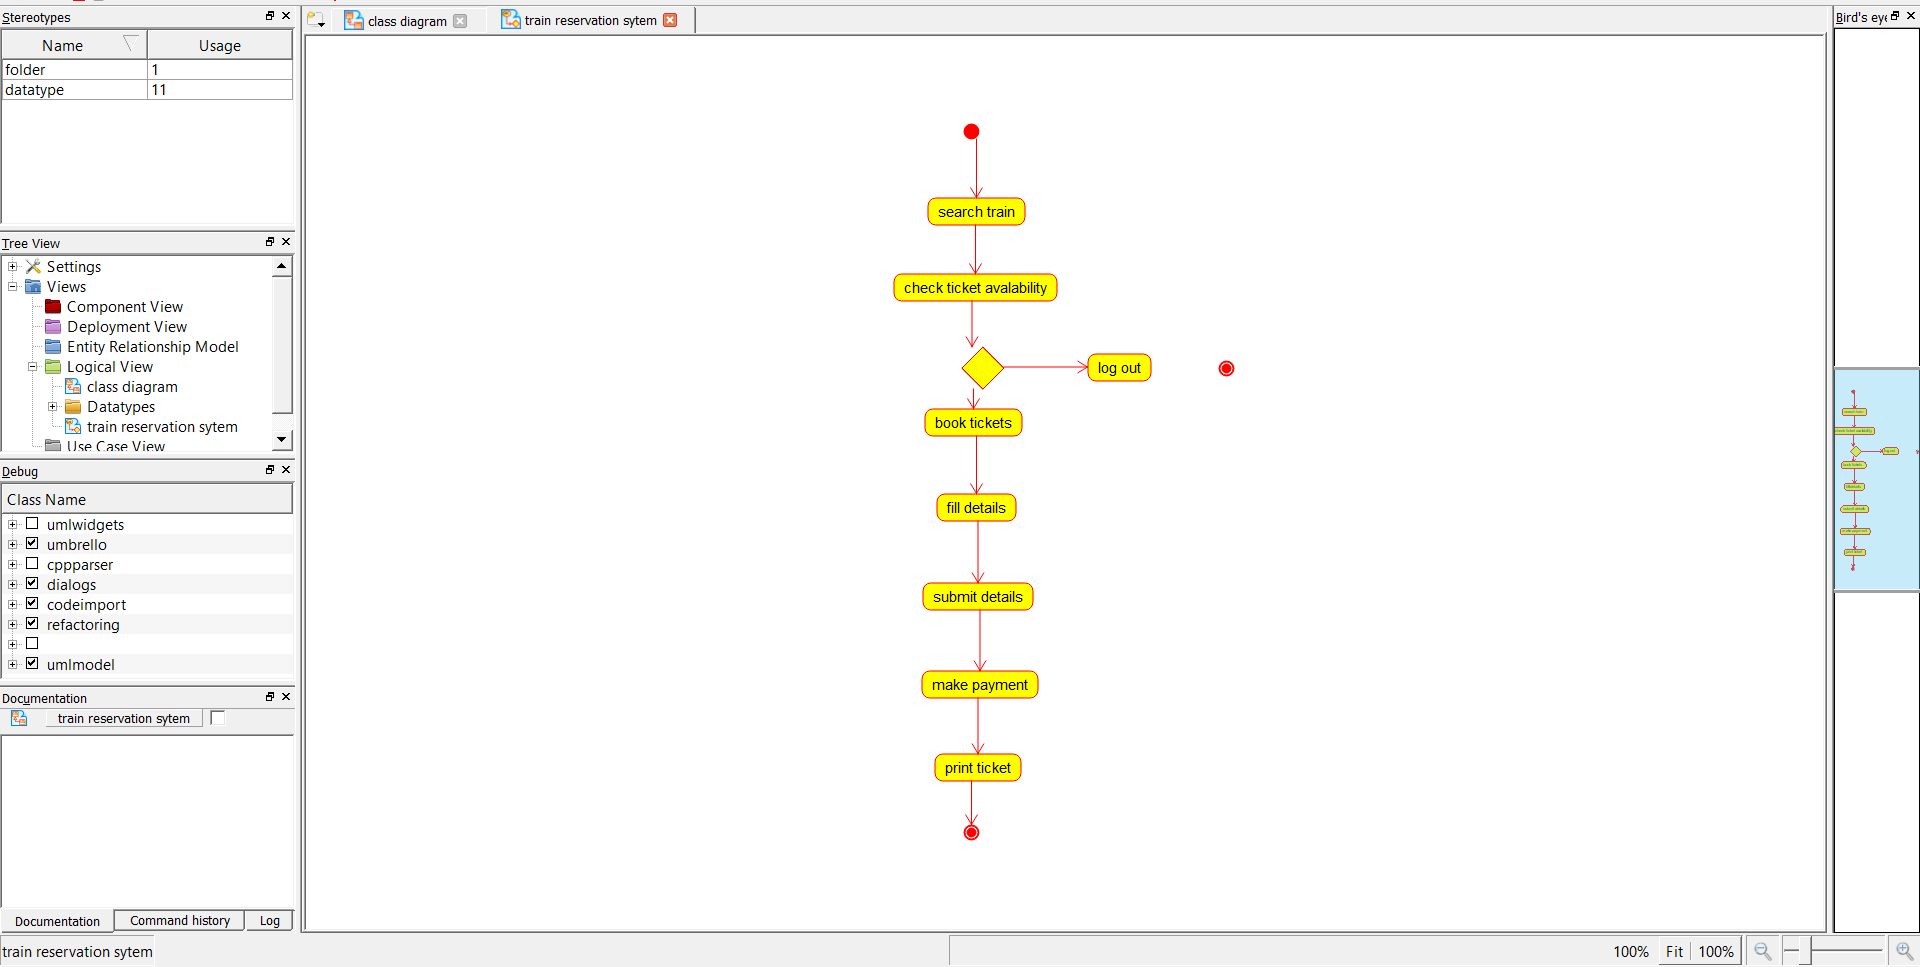 Stereotypes
Name
Usage
folder
1
datatype
11
Tree View
Settings
Views
Component View
Deployment View
Entity Relationship Model
Logical View
class diagram
Datatypes
train reservation sytem
Use Case View
Debug
Class Name
umlwidgets
umbrello
cppparser
dialogs
codeimport
refactoring
umlmodel
Documentation
train reservation sytem
Documentation
Command history
Log
train reservation sytem
class diagram
train reservation sytem
search train
check ticket avalability
log out
book tickets
fill details
submit details
make payment
print ticket
Bird's eye
100%
Fit
100%